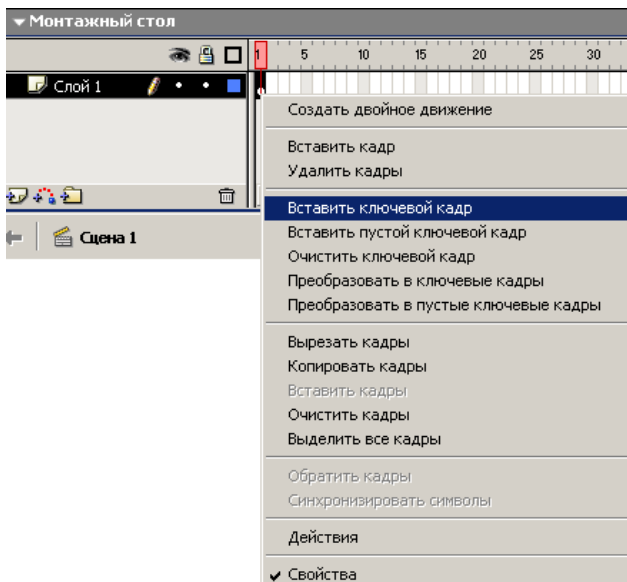 Монтажный стол
1 5 10 15 20 25 30
Слой 1
Создать двойное движение
Вставить кадр
Удалить кадры
Вставить ключевой кадр
Сцена 1
Вставить пустой ключевой кадр
Очистить ключевой кадр
Преобразовать в ключевые кадры
Преобразовать в пустые ключевые кадры
Вырезать кадры
Копировать кадры
Вставить кадры
Очистить кадры
Выделить все кадры
Обратить кадры
Синхронизировать символы
Действия
Свойства